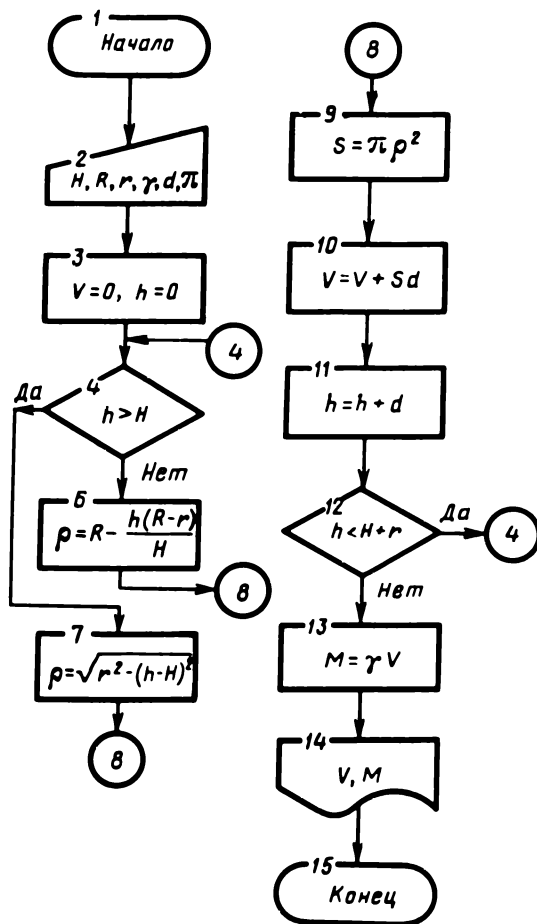 1
Начало
2
H, R, r, γ, d, π
3
V=0, h=0
4
4
h>H
Да
Нет
6
ρ=R- h(R-r)/H
8
7
ρ=√r²-(h-H)²
8
8
9
S=πρ²
10
V=V+Sd
11
h=h+d
12
h<H+r
Да
4
Нет
13
M=γV
14
V, M
15
Конец